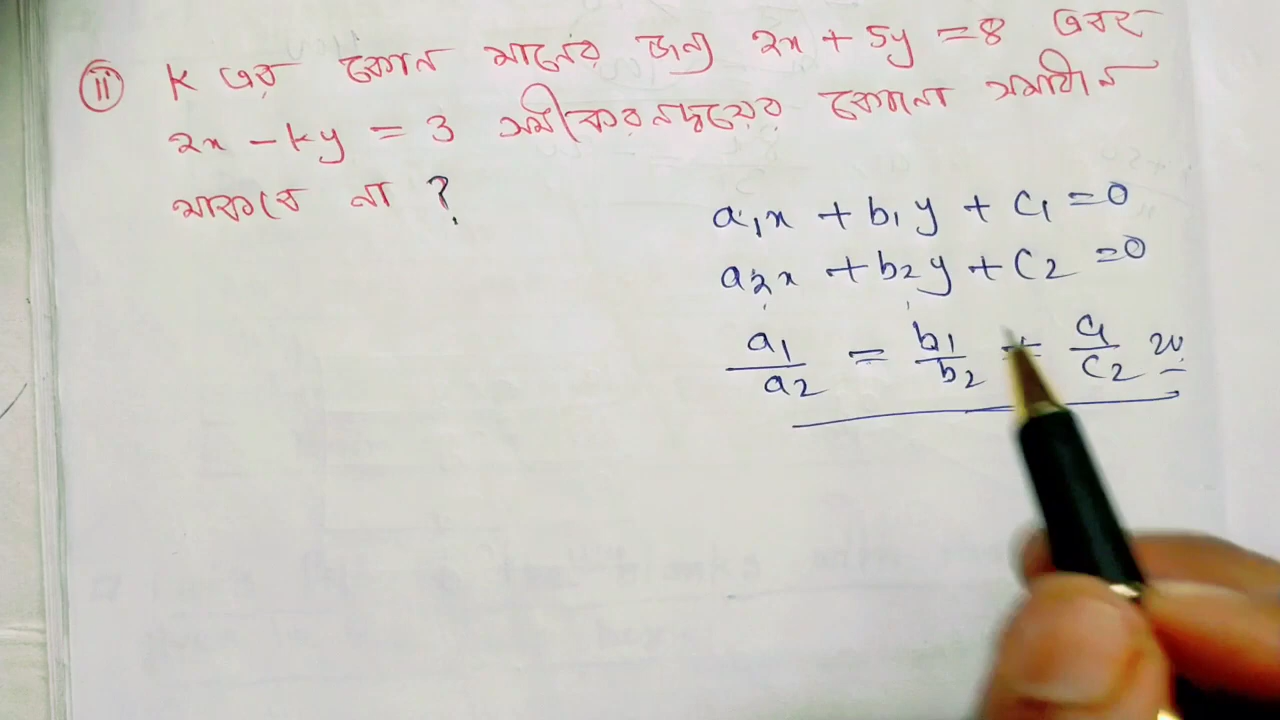 ii K এর কোন মানের জন্য 2x + 5y = 8 এবং
2x - ky = 3 সমীকরনদ্বয়ের কোনো সমাধান
থাকবে না ?
a₁x + b₁y + c₁ = 0
a₂x + b₂y + c₂ = 0
a₁/a₂ = b₁/b₂ ≠ c₁/c₂